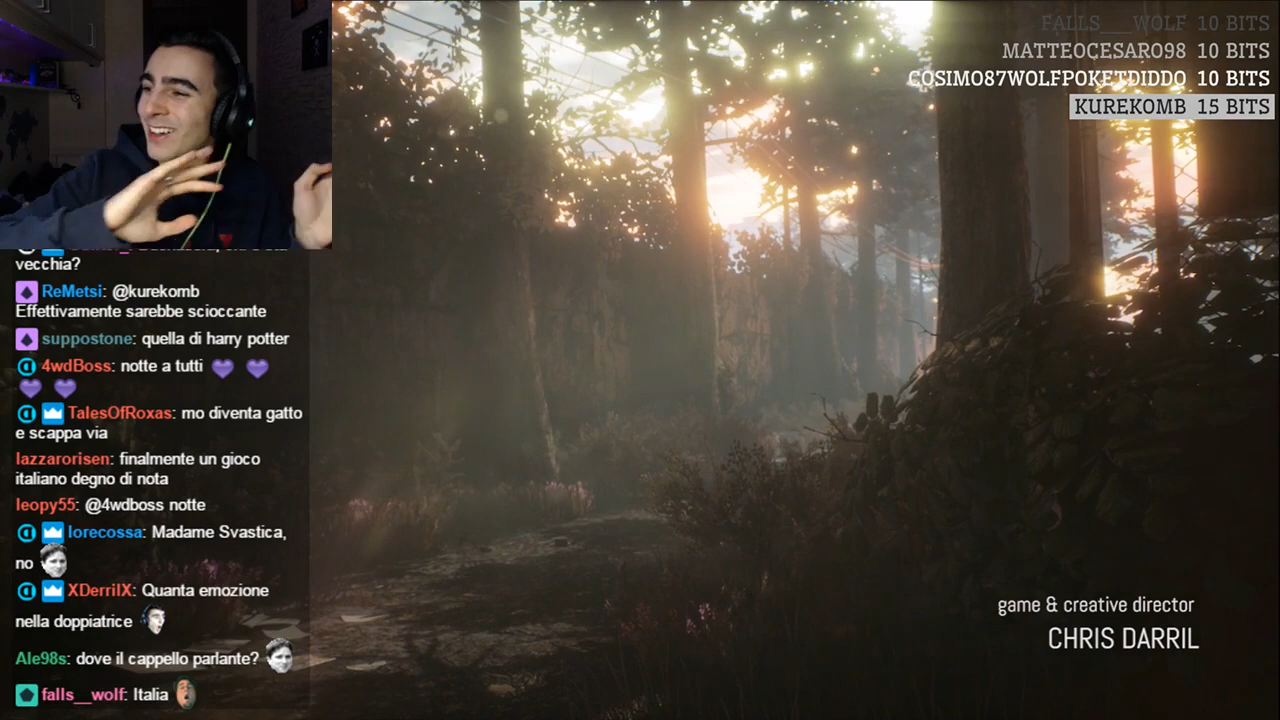 FALLS__WOLF 10 BITS
MATTEOCESARO98 10 BITS
COSIMO87WOLFPOKETDIDDO 10 BITS
KUREKOMB 15 BITS
vecchia?
ReMetsi: @kurekomb
Effettivamente sarebbe scioccante
suppostone: quella di harry potter
4wdBoss: notte a tutti
TalesOfRoxas: mo diventa gatto
e scappa via
lazzarorisen: finalmente un gioco
italiano degno di nota
leopy55: @4wdboss notte
lorecossa: Madame Svastica,
no
XDerrilX: Quanta emozione
nella doppiatrice
Ale98s: dove il cappello parlante?
falls__wolf: Italia
game & creative director
CHRIS DARRIL